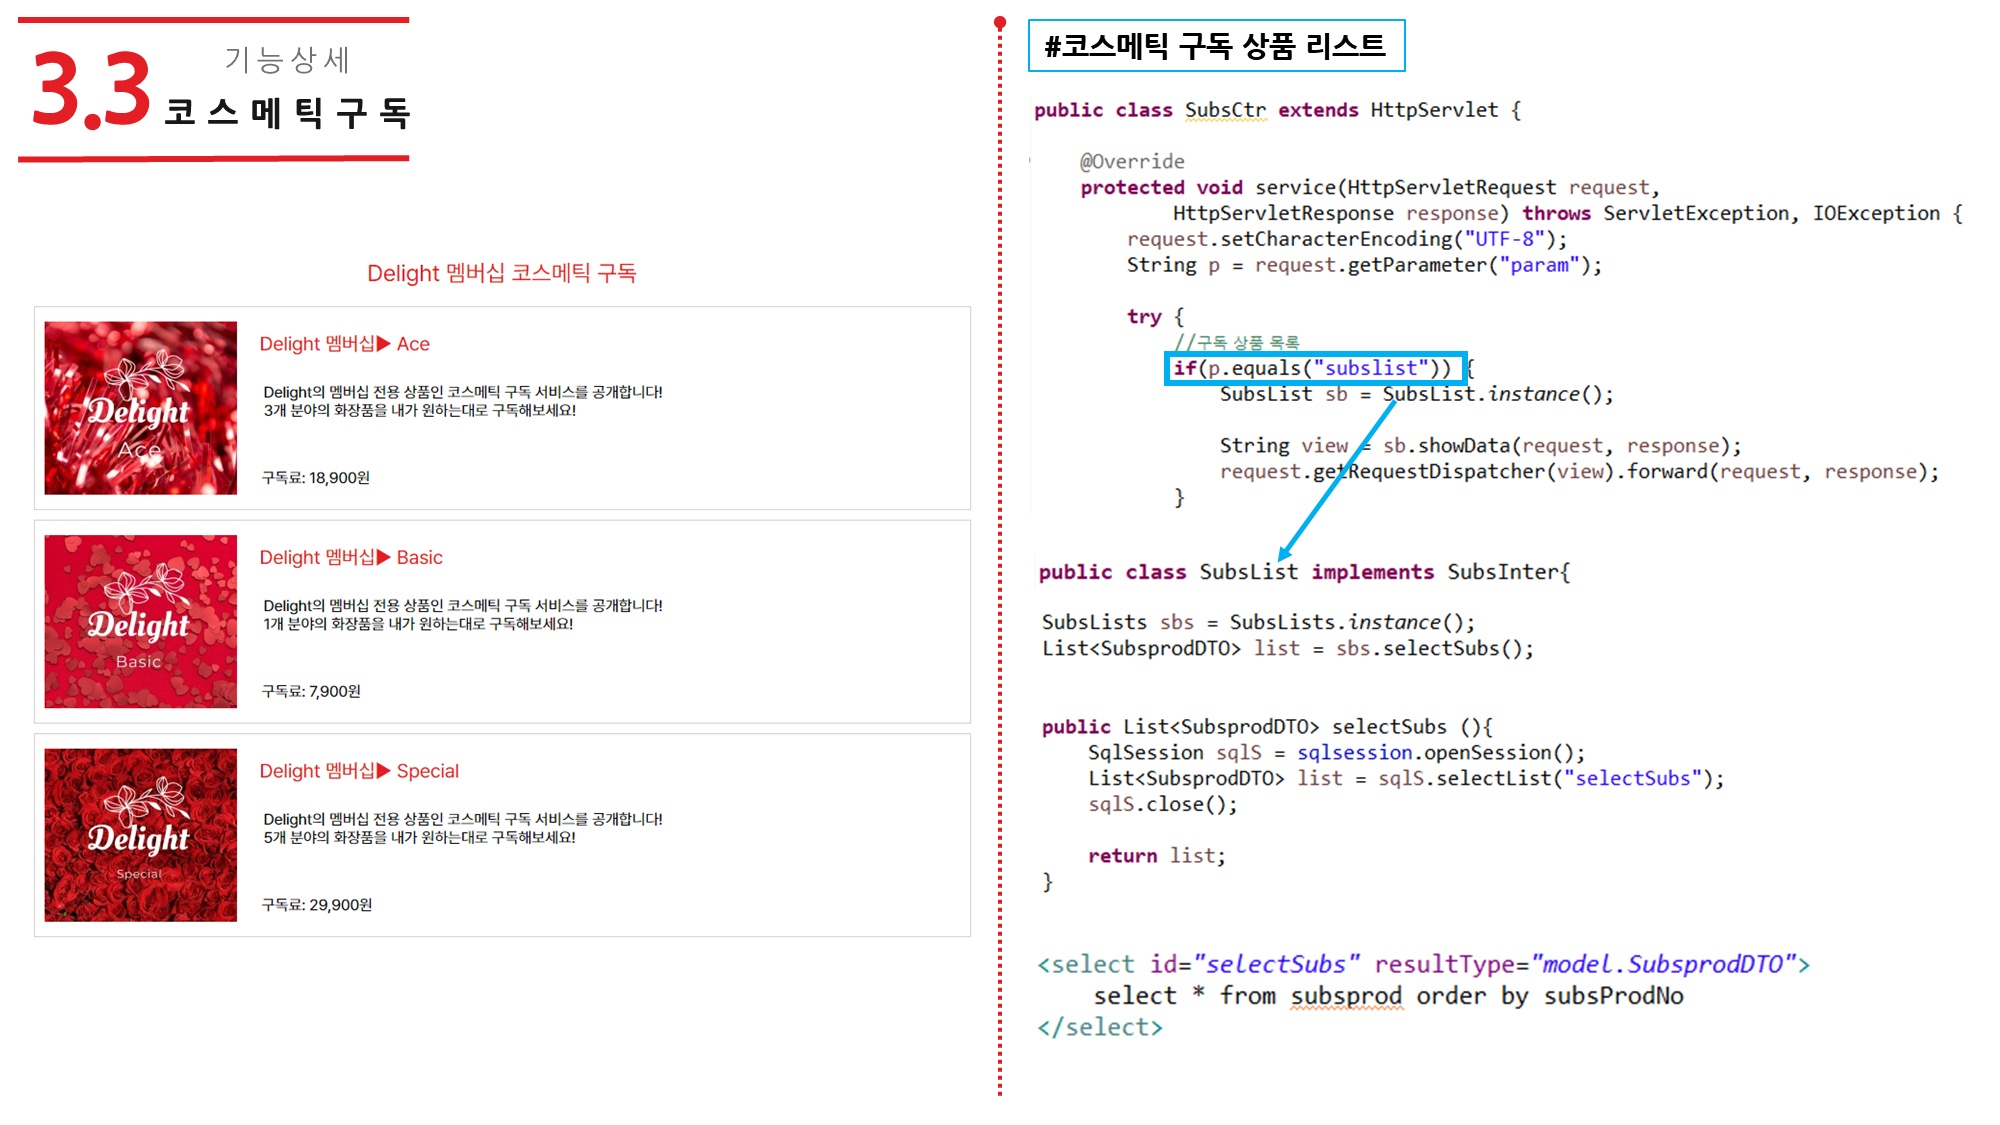 3.3
기능상세
코스메틱구독
Delight 멤버십 코스메틱 구독
Delight
Ace
Delight 멤버십▶ Ace
Delight의 멤버십 전용 상품인 코스메틱 구독 서비스를 공개합니다!
3개 분야의 화장품을 내가 원하는대로 구독해보세요!
구독료: 18,900원
Delight
Basic
Delight 멤버십▶ Basic
Delight의 멤버십 전용 상품인 코스메틱 구독 서비스를 공개합니다!
1개 분야의 화장품을 내가 원하는대로 구독해보세요!
구독료: 7,900원
Delight
Special
Delight 멤버십▶ Special
Delight의 멤버십 전용 상품인 코스메틱 구독 서비스를 공개합니다!
5개 분야의 화장품을 내가 원하는대로 구독해보세요!
구독료: 29,900원
#코스메틱 구독 상품 리스트
public class SubsCtr extends HttpServlet {
@Override
protected void service(HttpServletRequest request,
HttpServletResponse response) throws ServletException, IOException {
request.setCharacterEncoding("UTF-8");
String p = request.getParameter("param");
try {
//구독 상품 목록
if(p.equals("subslist")) {
SubsList sb = SubsList.instance();
String view = sb.showData(request, response);
request.getRequestDispatcher(view).forward(request, response);
}
public class SubsList implements SubsInter{
SubsLists sbs = SubsLists.instance();
List<SubsprodDTO> list = sbs.selectSubs();
public List<SubsprodDTO> selectSubs (){
SqlSession sqlS = sqlsession.openSession();
List<SubsprodDTO> list = sqlS.selectList("selectSubs");
sqlS.close();
return list;
}
<select id="selectSubs" resultType="model.SubsprodDTO">
select * from subsprod order by subsProdNo
</select>